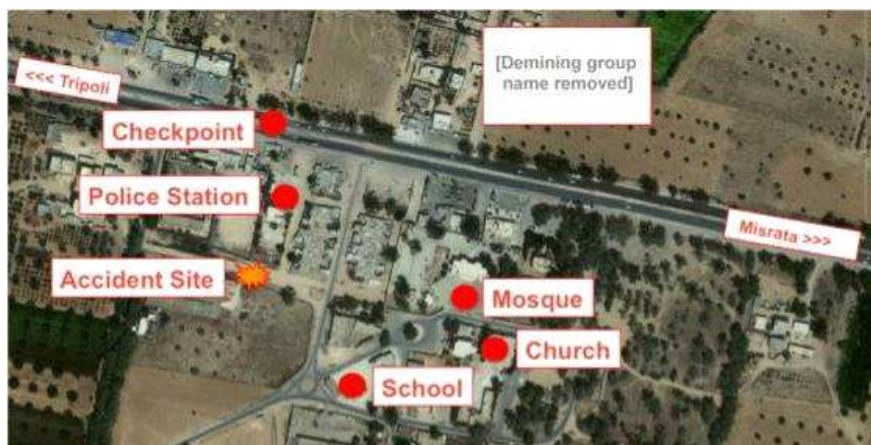 <<< Tripoli
[Demining group
name removed]
Checkpoint
Police Station
Misrata >>>
Accident Site
Mosque
Church
School